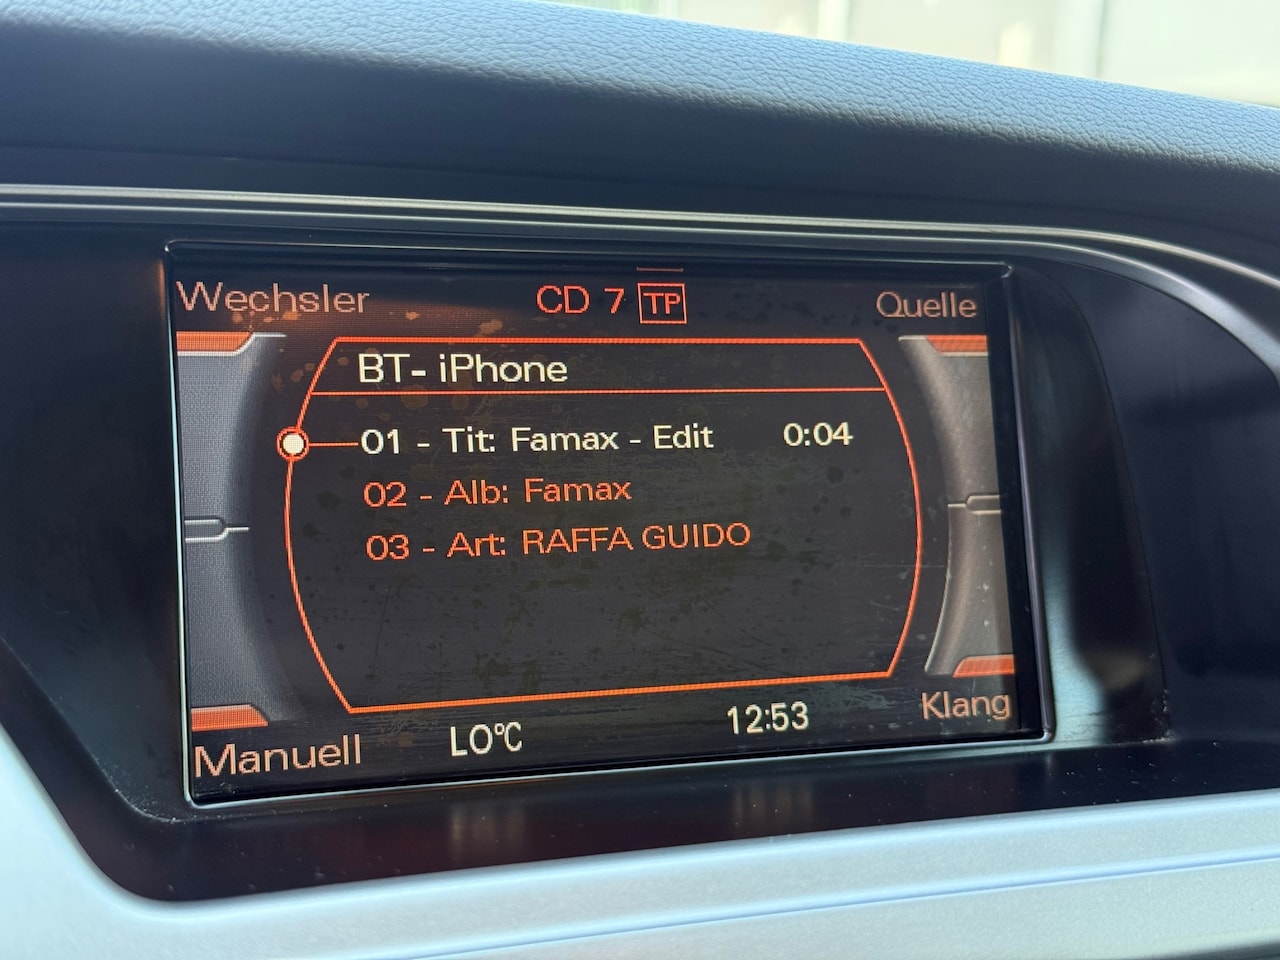 Wechsler CD 7 TP Quelle
BT- iPhone
01 - Tit: Famax - Edit 0:04
02 - Alb: Famax
03 - Art: RAFFA GUIDO
Manuell LO°C 12:53 Klang